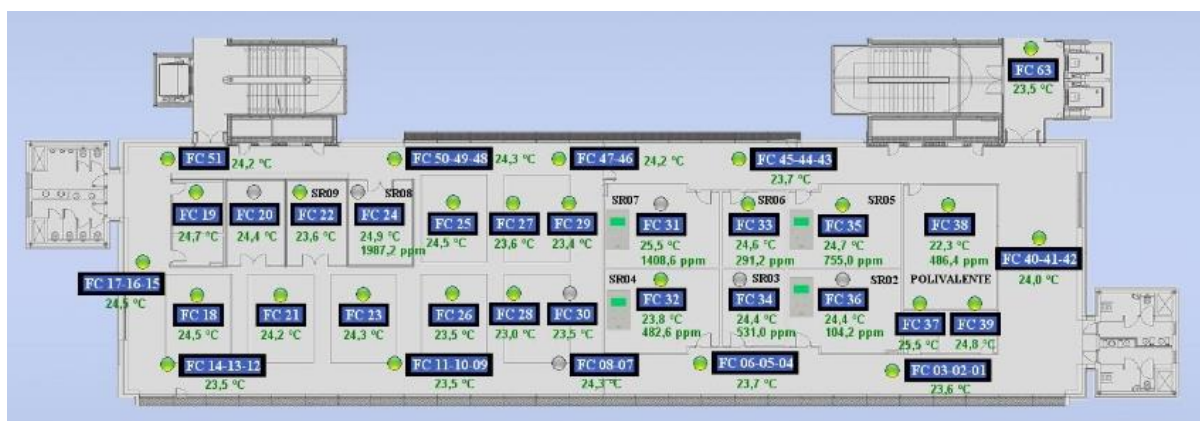 FC 63
23,5 °C
FC 51 24,2 °C
FC 50-49-48 24,3 °C
FC 47-46 24,2 °C
FC 45-44-43
23,7 °C
SR09
SR08
FC 19
24,7 °C
FC 20
24,4 °C
FC 22
23,6 °C
FC 24
24,9 °C
1987,2 ppm
FC 25
24,5 °C
FC 27
23,6 °C
FC 29
23,4 °C
SR07
FC 31
25,5 °C
1408,6 ppm
SR06
FC 33
24,6 °C
291,2 ppm
SR05
FC 35
24,7 °C
755,0 ppm
FC 38
22,3 °C
486,4 ppm
POLIVALENTE
FC 40-41-42
24,0 °C
FC 17-16-15
24,5 °C
FC 18
24,5 °C
FC 21
24,2 °C
FC 23
24,3 °C
FC 26
23,5 °C
FC 28
23,0 °C
FC 30
23,5 °C
SR04
FC 32
23,8 °C
482,6 ppm
SR03
FC 34
24,4 °C
531,0 ppm
SR02
FC 36
24,4 °C
104,2 ppm
FC 37
25,5 °C
FC 39
24,8 °C
FC 14-13-12
23,5 °C
FC 11-10-09
23,5 °C
FC 08-07
24,3 °C
FC 06-05-04
23,7 °C
FC 03-02-01
23,6 °C